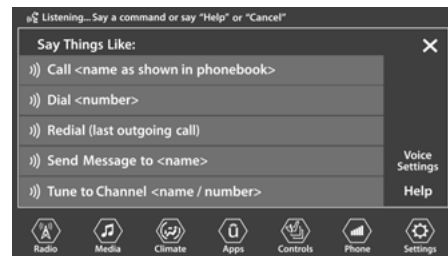 Listening... Say a command or say "Help" or "Cancel"
Say Things Like:
Call <name as shown in phonebook>
Dial <number>
Redial (last outgoing call)
Send Message to <name>
Tune to Channel <name / number>
Voice
Settings
Help
Radio Media Climate Apps Controls Phone Settings